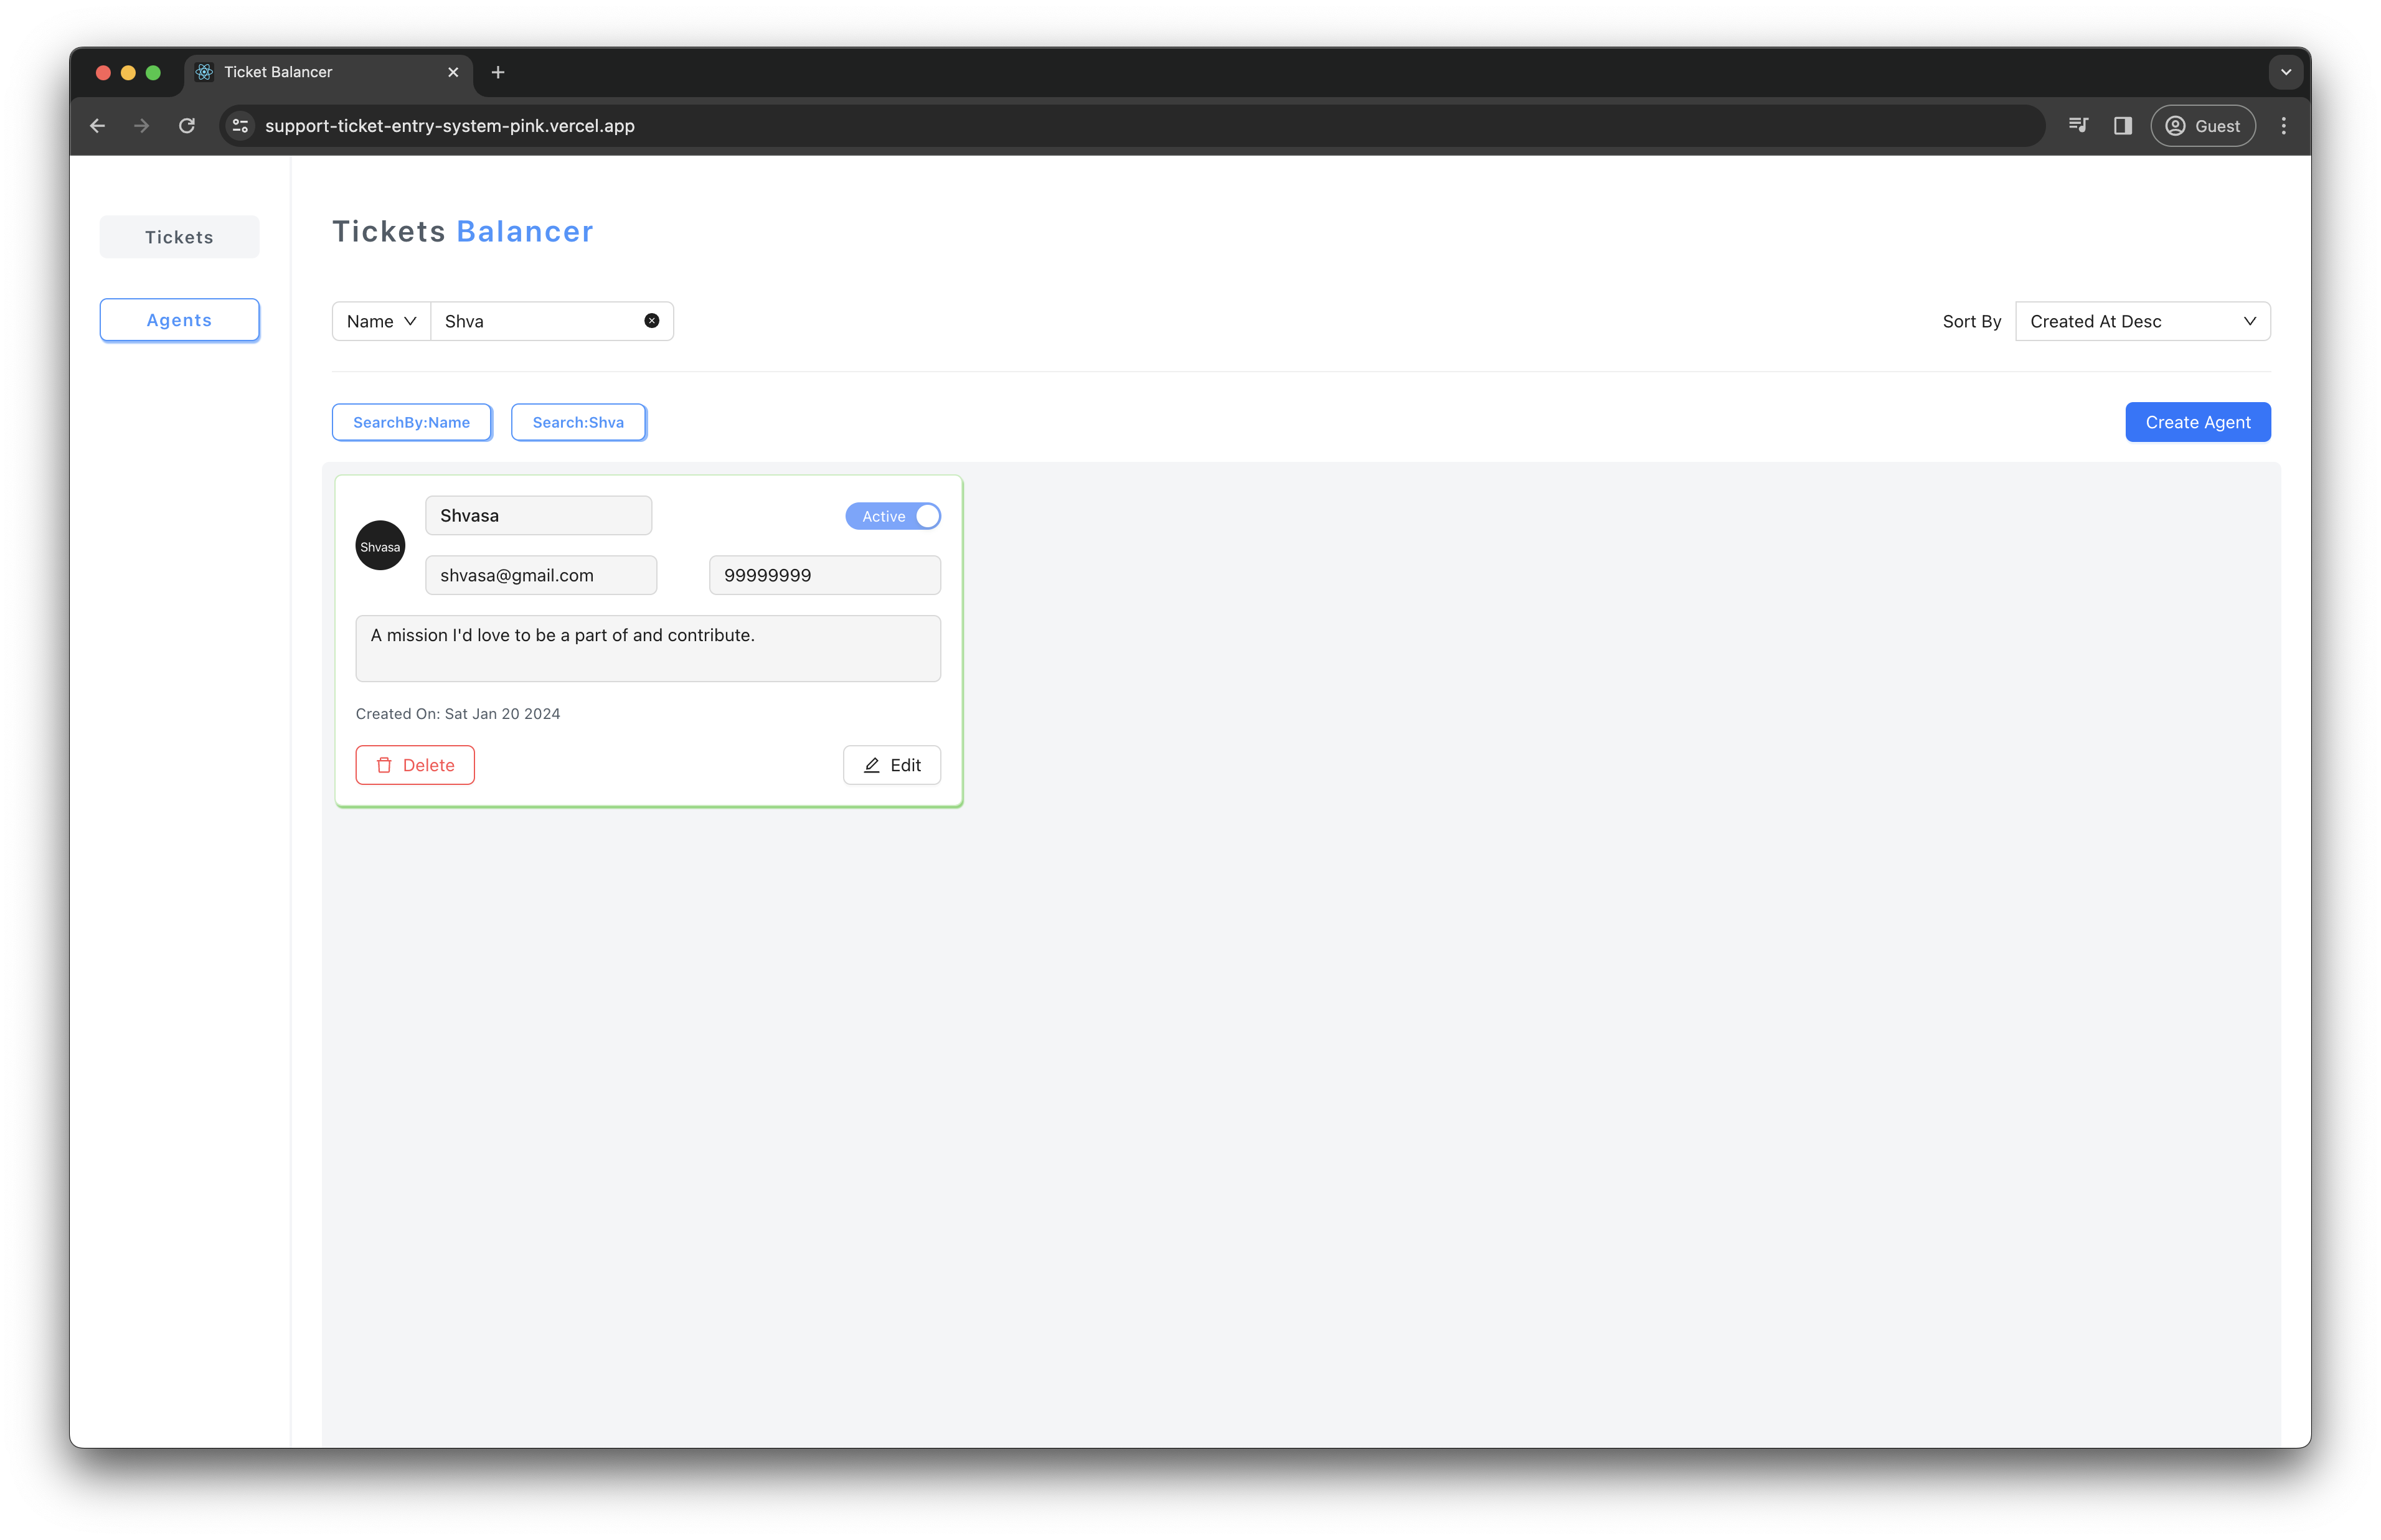 Ticket Balancer
support-ticket-entry-system-pink.vercel.app
Guest
Tickets
Agents
Tickets Balancer
Name
Shva
Sort By
Created At Desc
SearchBy:Name
Search:Shva
Create Agent
Shvasa
Shvasa
Active
shvasa@gmail.com
99999999
A mission I'd love to be a part of and contribute.
Created On: Sat Jan 20 2024
Delete
Edit